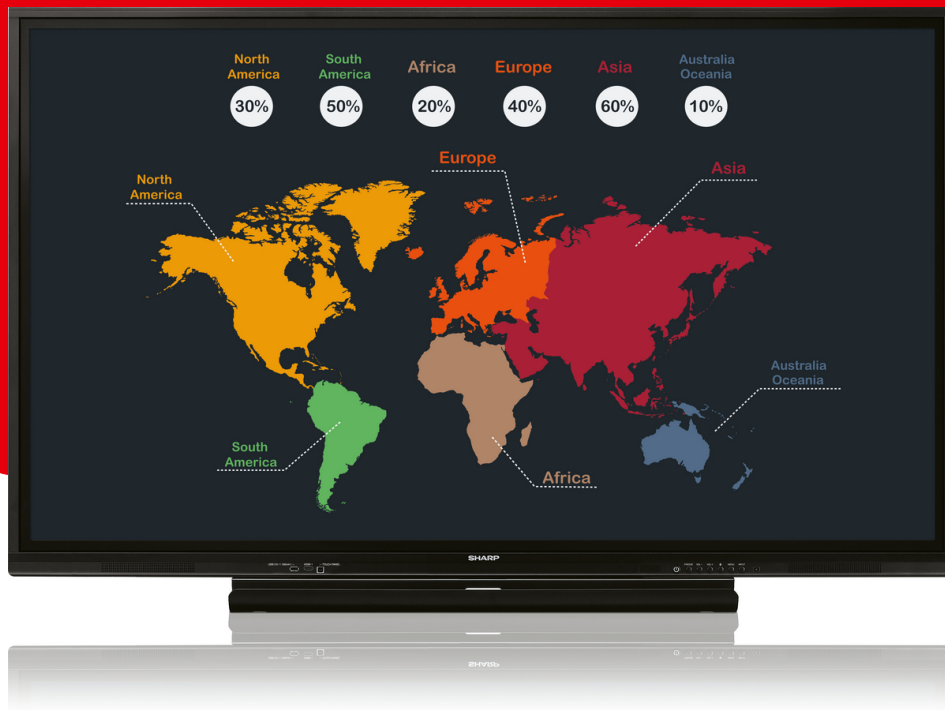 North
America
South
America
Africa
Europe
Asia
Australia
Oceania
30%
50%
20%
40%
60%
10%
Europe
Asia
North
America
Australia
Oceania
South
America
Africa
SHARP